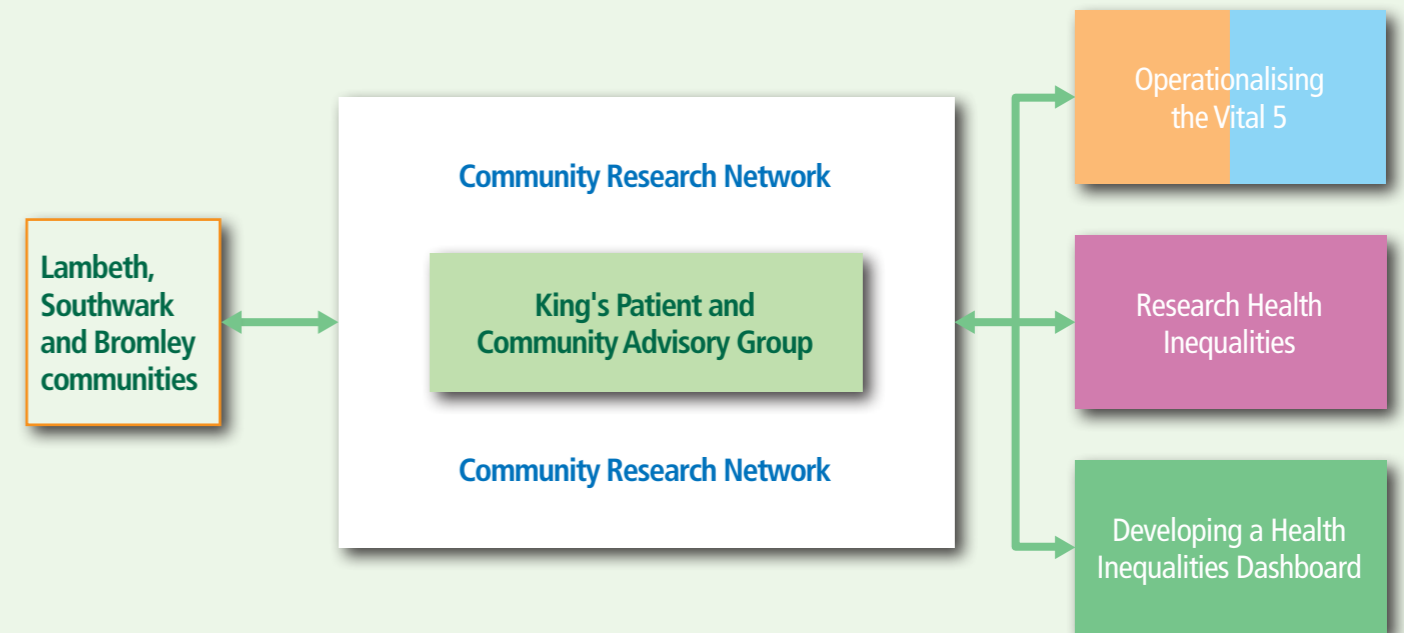 Lambeth,
Southwark
and Bromley
communities
Community Research Network
King's Patient and
Community Advisory Group
Community Research Network
Operationalising
the Vital 5
Research Health
Inequalities
Developing a Health
Inequalities Dashboard